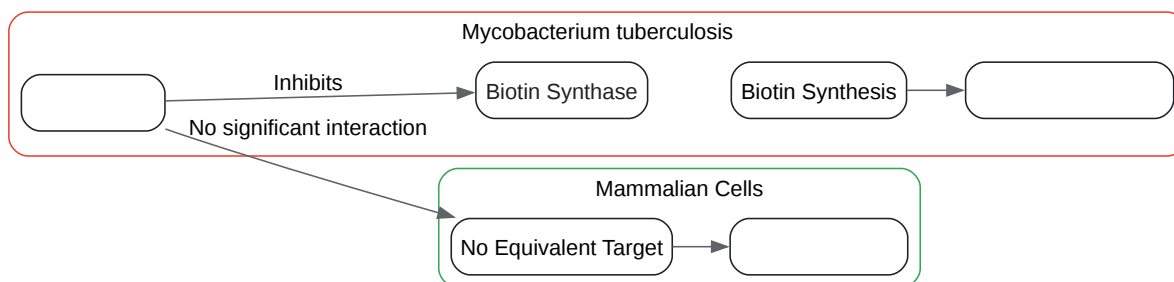 Mycobacterium tuberculosis
Inhibits
Biotin Synthase
Biotin Synthesis
No significant interaction
Mammalian Cells
No Equivalent Target